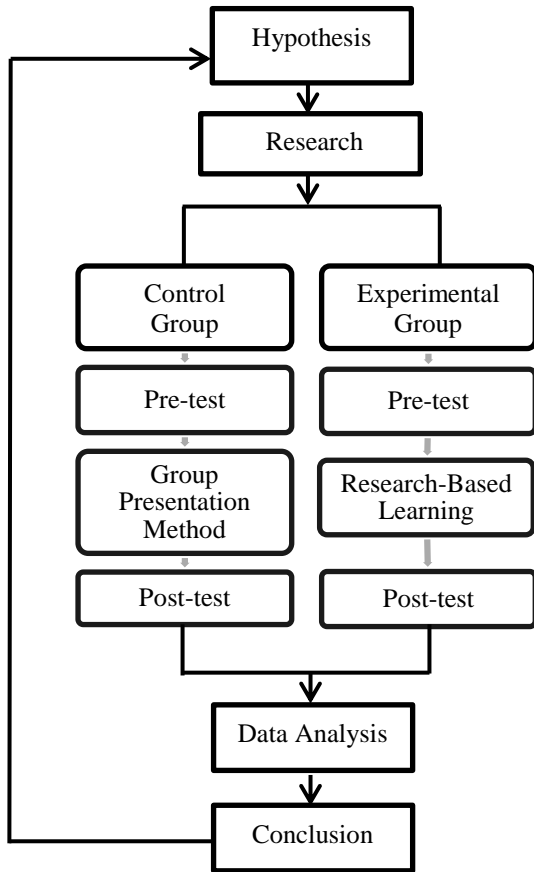 Hypothesis
Research
Control
Group
Experimental
Group
Pre-test
Pre-test
Group
Presentation
Method
Research-Based
Learning
Post-test
Post-test
Data Analysis
Conclusion